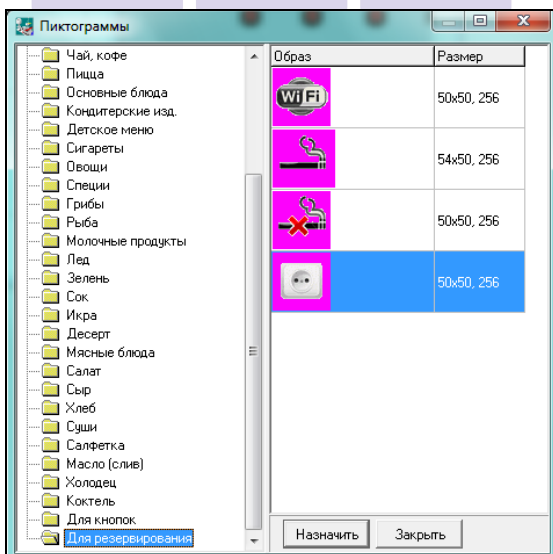 Пиктограммы
Чай, кофе
Пицца
Основные блюда
Кондитерские изд.
Детское меню
Сигареты
Овощи
Специи
Грибы
Рыба
Молочные продукты
Лед
Зелень
Сок
Икра
Десерт
Мясные блюда
Салат
Сыр
Хлеб
Суши
Салфетка
Масло (слив)
Холодец
Коктель
Для кнопок
Для резервирования
Образ Размер
WiFi 50x50, 256
54x50, 256
50x50, 256
50x50, 256
Назначить Закрыть